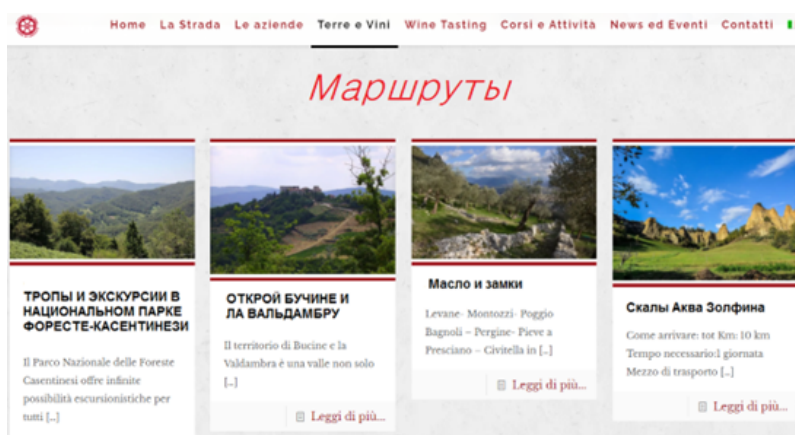 Home La Strada Le aziende Terre e Vini Wine Tasting Corsi e Attività News ed Eventi Contatti
Маршруты
ТРОПЫ И ЭКСКУРСИИ В
НАЦИОНАЛЬНОМ ПАРКЕ
ФОРЕСТЕ-КАСЕНТИНЕЗИ
Il Parco Nazionale delle Foreste
Casentinesi offre infinite
possibilità escursionistiche per
tutti [...]
ОТКРОЙ БУЧИНЕ И
ЛА ВАЛЬДАМБРУ
Il territorio di Bucine e la
Valdambra è una valle non solo
[...]
Leggi di più...
Масло и замки
Levane- Montozzi- Poggio
Bagnoli – Pergine- Pieve a
Presciano – Civitella in [...]
Leggi di più...
Скалы Аква Золфина
Come arrivare: tot Km: 10 km
Tempo necessario:1 giornata
Mezzo di trasporto [...]
Leggi di più...